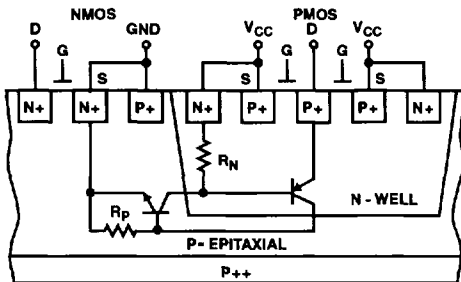 NMOS PMOS
D GND VCC D VCC
G G G
S S S
N+ N+ P+ N+ P+ P+ P+ N+
RN
N - WELL
RP
P- EPITAXIAL
P++